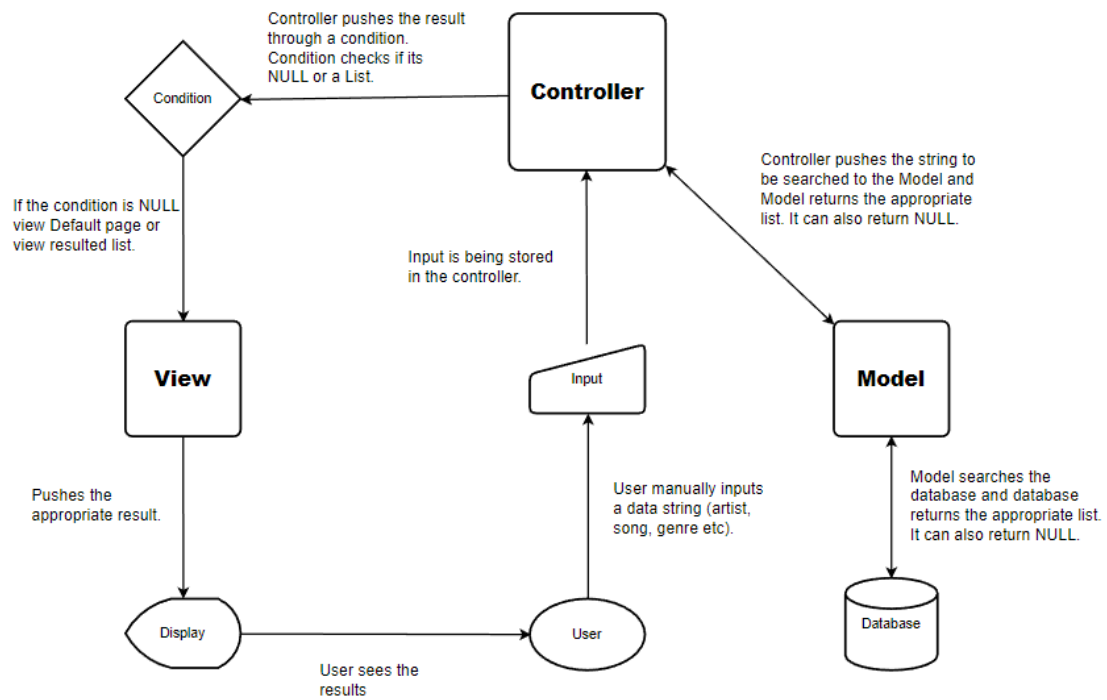 Controller pushes the result
through a condition.
Condition checks if its
NULL or a List.
Condition
Controller
Controller pushes the string to
be searched to the Model and
Model returns the appropriate
list. It can also return NULL.
If the condition is NULL
view Default page or
view resulted list.
Input is being stored
in the controller.
View
Input
Model
Pushes the
appropriate result.
User manually inputs
a data string (artist,
song, genre etc).
Model searches the
database and database
returns the appropriate list.
It can also return NULL.
Display
User
Database
User sees the
results